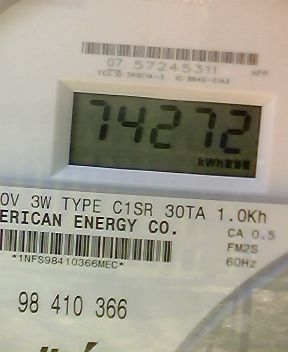 07 57245311
74272
kWh
0V 3W TYPE C1SR 30TA 1.0Kh
ERICAN ENERGY CO.
CA 0.5
FM2S
*1NFS98410366MEC*
60Hz
98 410 366